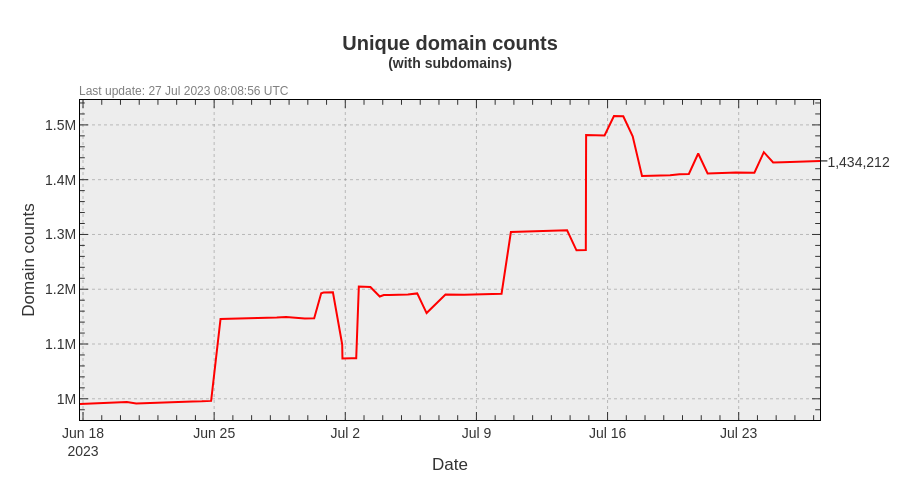 Unique domain counts
(with subdomains)
Last update: 27 Jul 2023 08:08:56 UTC
1.5M
1.4M
1.3M
1.2M
1.1M
1M
Domain counts
1,434,212
Jun 18
2023
Jun 25
Jul 2
Jul 9
Jul 16
Jul 23
Date